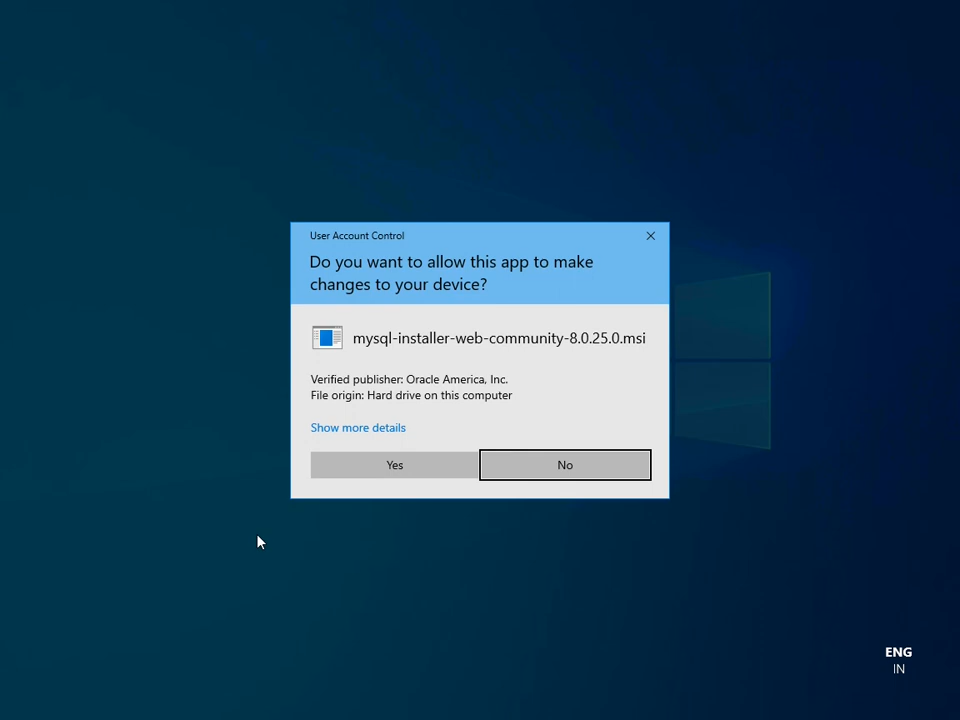 User Account Control
Do you want to allow this app to make
changes to your device?
mysql-installer-web-community-8.0.25.0.msi
Verified publisher: Oracle America, Inc.
File origin: Hard drive on this computer
Show more details
Yes
No
ENG
IN